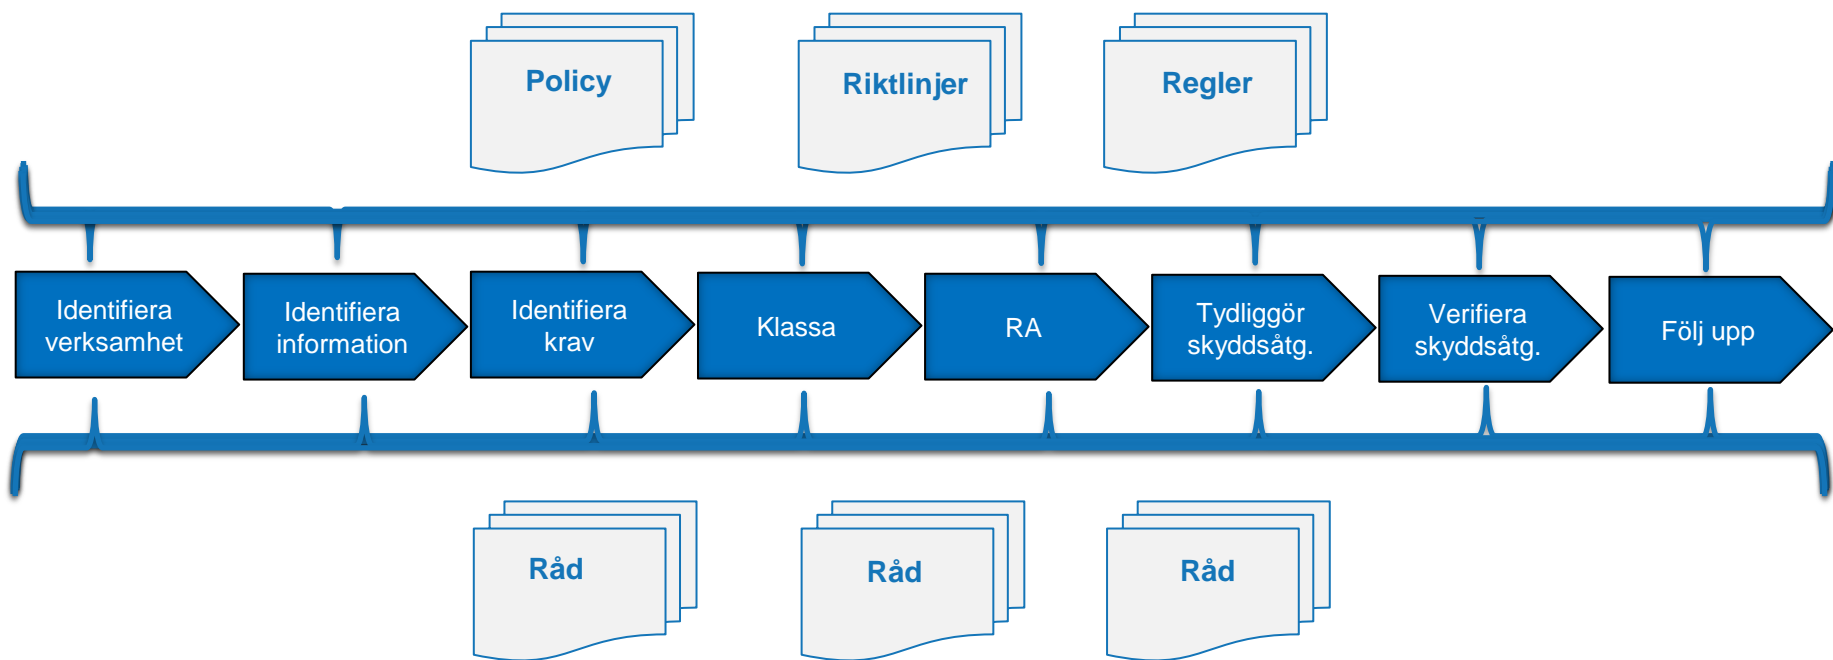 Policy
Riktlinjer
Regler
Identifiera
verksamhet
Identifiera
information
Identifiera
krav
Klassa
RA
Tydliggör
skyddsåtg.
Verifiera
skyddsåtg.
Följ upp
Råd
Råd
Råd